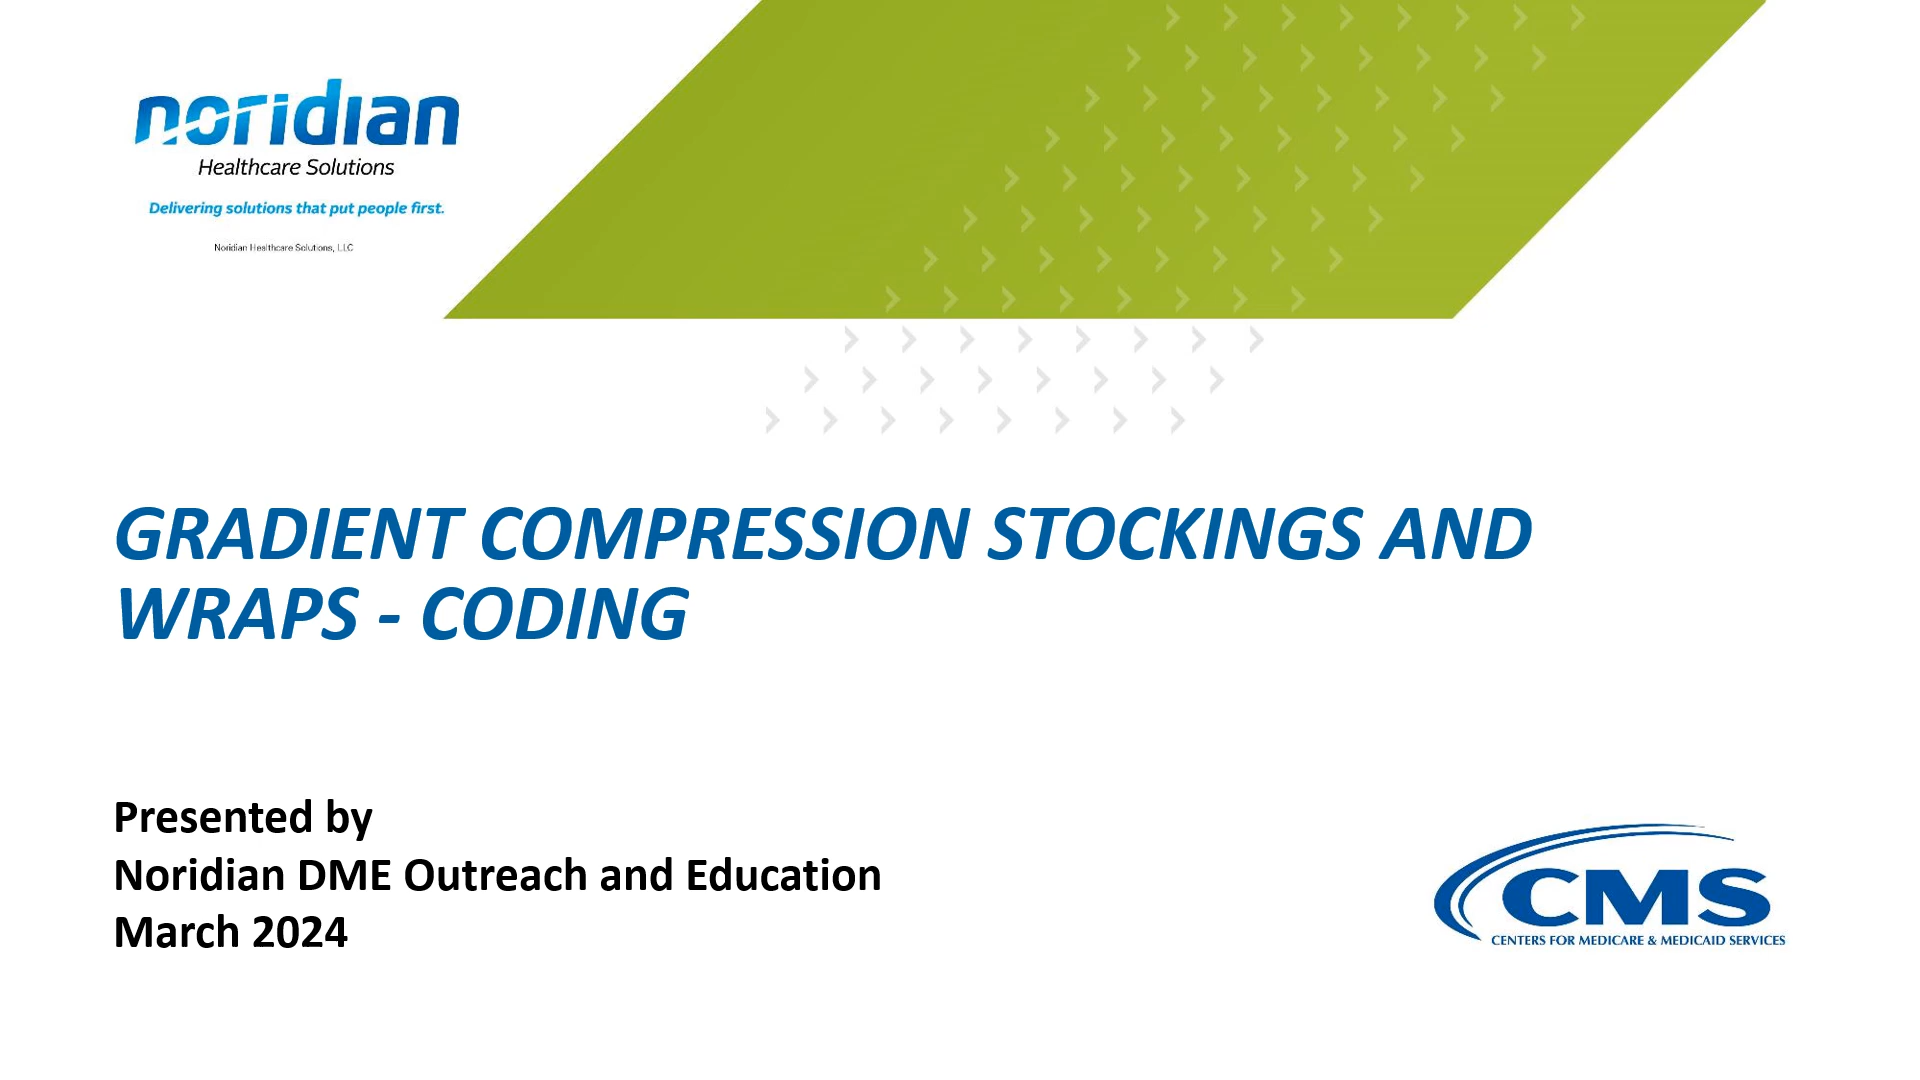 noridian
Healthcare Solutions
Delivering solutions that put people first.
Noridian Healthcare Solutions, LLC
GRADIENT COMPRESSION STOCKINGS AND
WRAPS - CODING
Presented by
Noridian DME Outreach and Education
March 2024
CMS
CENTERS FOR MEDICARE & MEDICAID SERVICES